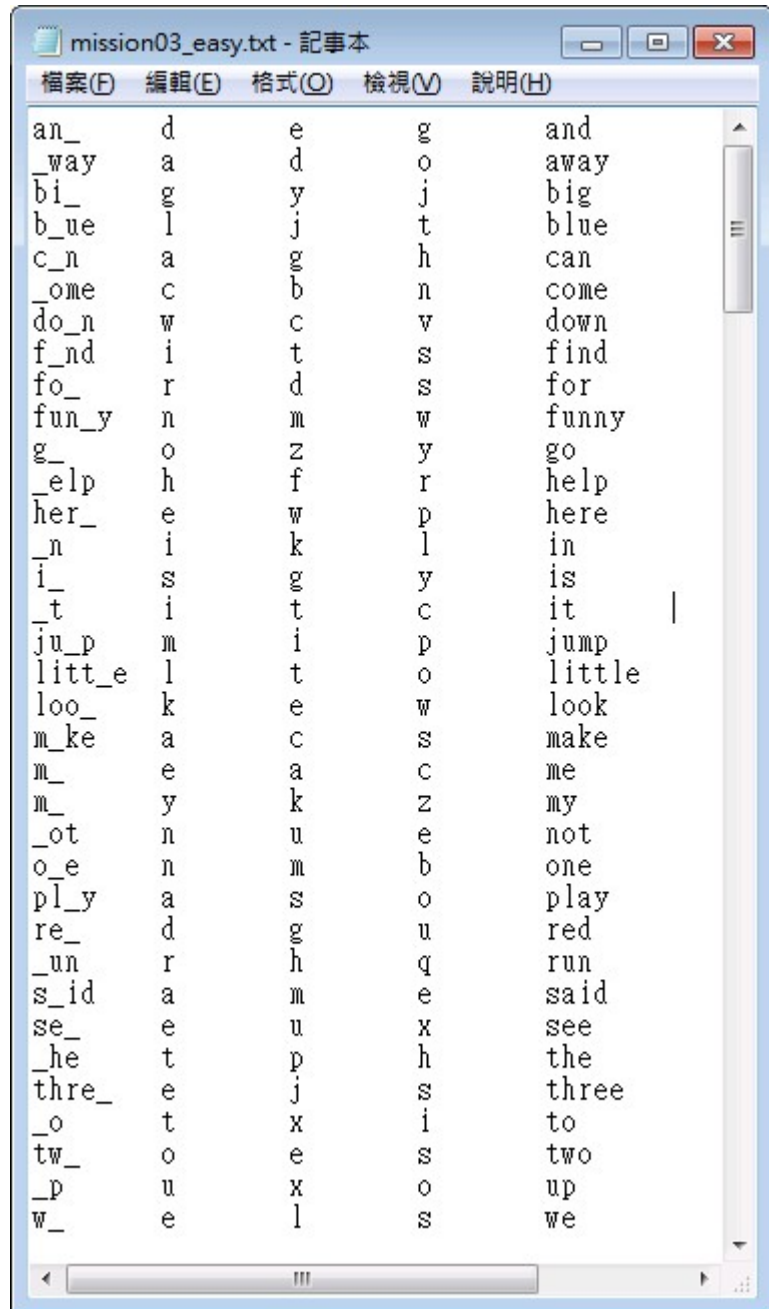 mission03_easy.txt - 記事本
檔案(F) 編輯(E) 格式(O) 檢視(V) 說明(H)
an_ d e g and
_way a d o away
bi_ g y j big
b_ue l j t blue
c_n a g h can
_ome c b n come
do_n w c v down
f_nd i t s find
fo_ r d s for
fun_y n m w funny
g_ o z y go
_elp h f r help
her_ e w p here
_n i k l in
i_ s g y is
_t i t c it
ju_p m i p jump
litt_e l t o little
loo_ k e w look
m_ke a c s make
m_ e a c me
m_ y k z my
_ot n u e not
o_e n m b one
pl_y a s o play
re_ d g u red
_un r h q run
s_id a m e said
se_ e u x see
_he t p h the
thre_ e j s three
_o t x i to
tw_ o e s two
_p u x o up
w_ e l s we